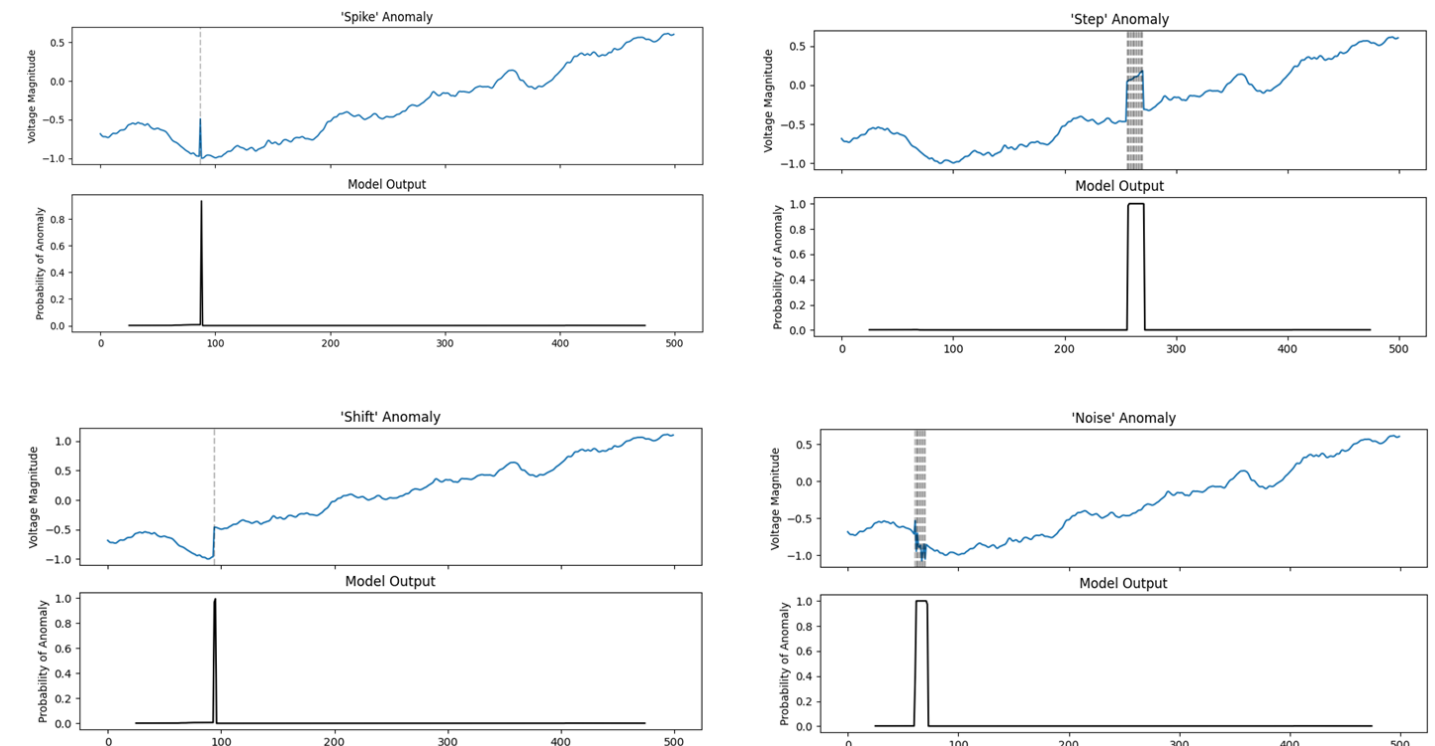 'Spike' Anomaly
Voltage Magnitude
0.5
0.0
−0.5
−1.0
Model Output
Probability of Anomaly
0.8
0.6
0.4
0.2
0.0
0 100 200 300 400 500
'Step' Anomaly
Voltage Magnitude
0.5
0.0
−0.5
−1.0
Model Output
Probability of Anomaly
1.0
0.8
0.6
0.4
0.2
0.0
0 100 200 300 400 500
'Shift' Anomaly
Voltage Magnitude
1.0
0.5
0.0
−0.5
−1.0
Model Output
Probability of Anomaly
1.0
0.8
0.6
0.4
0.2
0.0
0 100 200 300 400 500
'Noise' Anomaly
Voltage Magnitude
0.5
0.0
−0.5
−1.0
Model Output
Probability of Anomaly
1.0
0.8
0.6
0.4
0.2
0.0
0 100 200 300 400 500